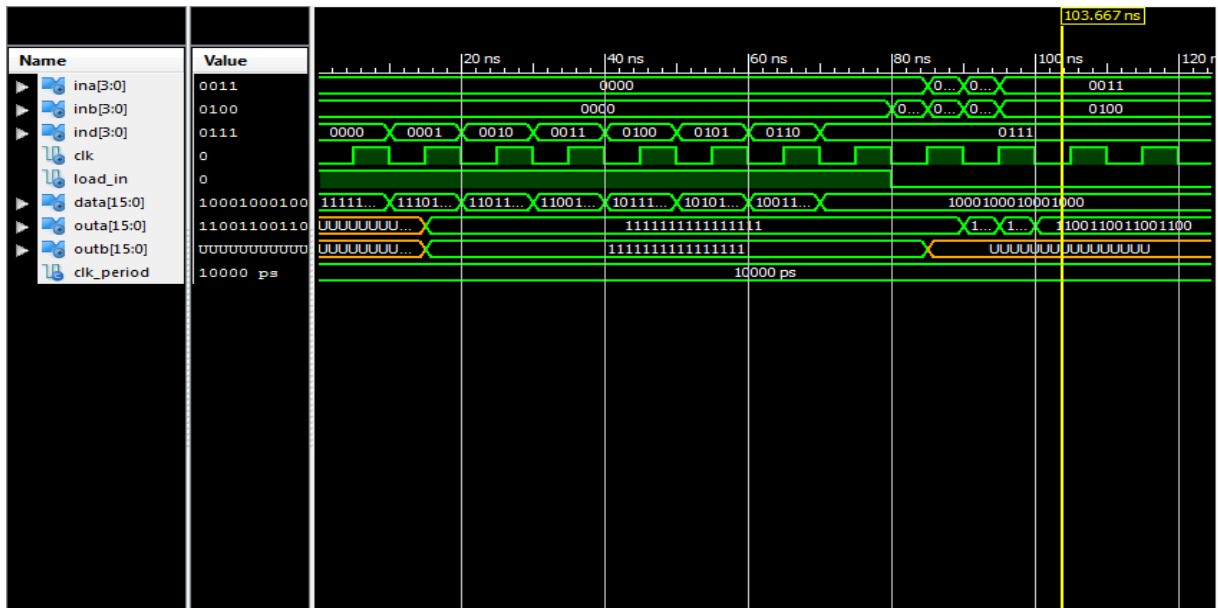 103.667 ns
Name Value 20 ns 40 ns 60 ns 80 ns 100 ns 120 n
ina[3:0] 0011 0000 0... 0... 0011
inb[3:0] 0100 0000 0... 0... 0... 0100
ind[3:0] 0111 0000 0001 0010 0011 0100 0101 0110 0111
clk 0
load_in 0
data[15:0] 10001000100 11111... 11101... 11011... 11001... 10111... 10101... 10011... 1000100010001000
outa[15:0] 11001100110 UUUUUUUU... 1111111111111111 1... 1... 1100110011001100
outb[15:0] UUUUUUUUUUU UUUUUUUU... 1111111111111111 UUUUUUUUUUUUUUUU
clk_period 10000 ps 10000 ps